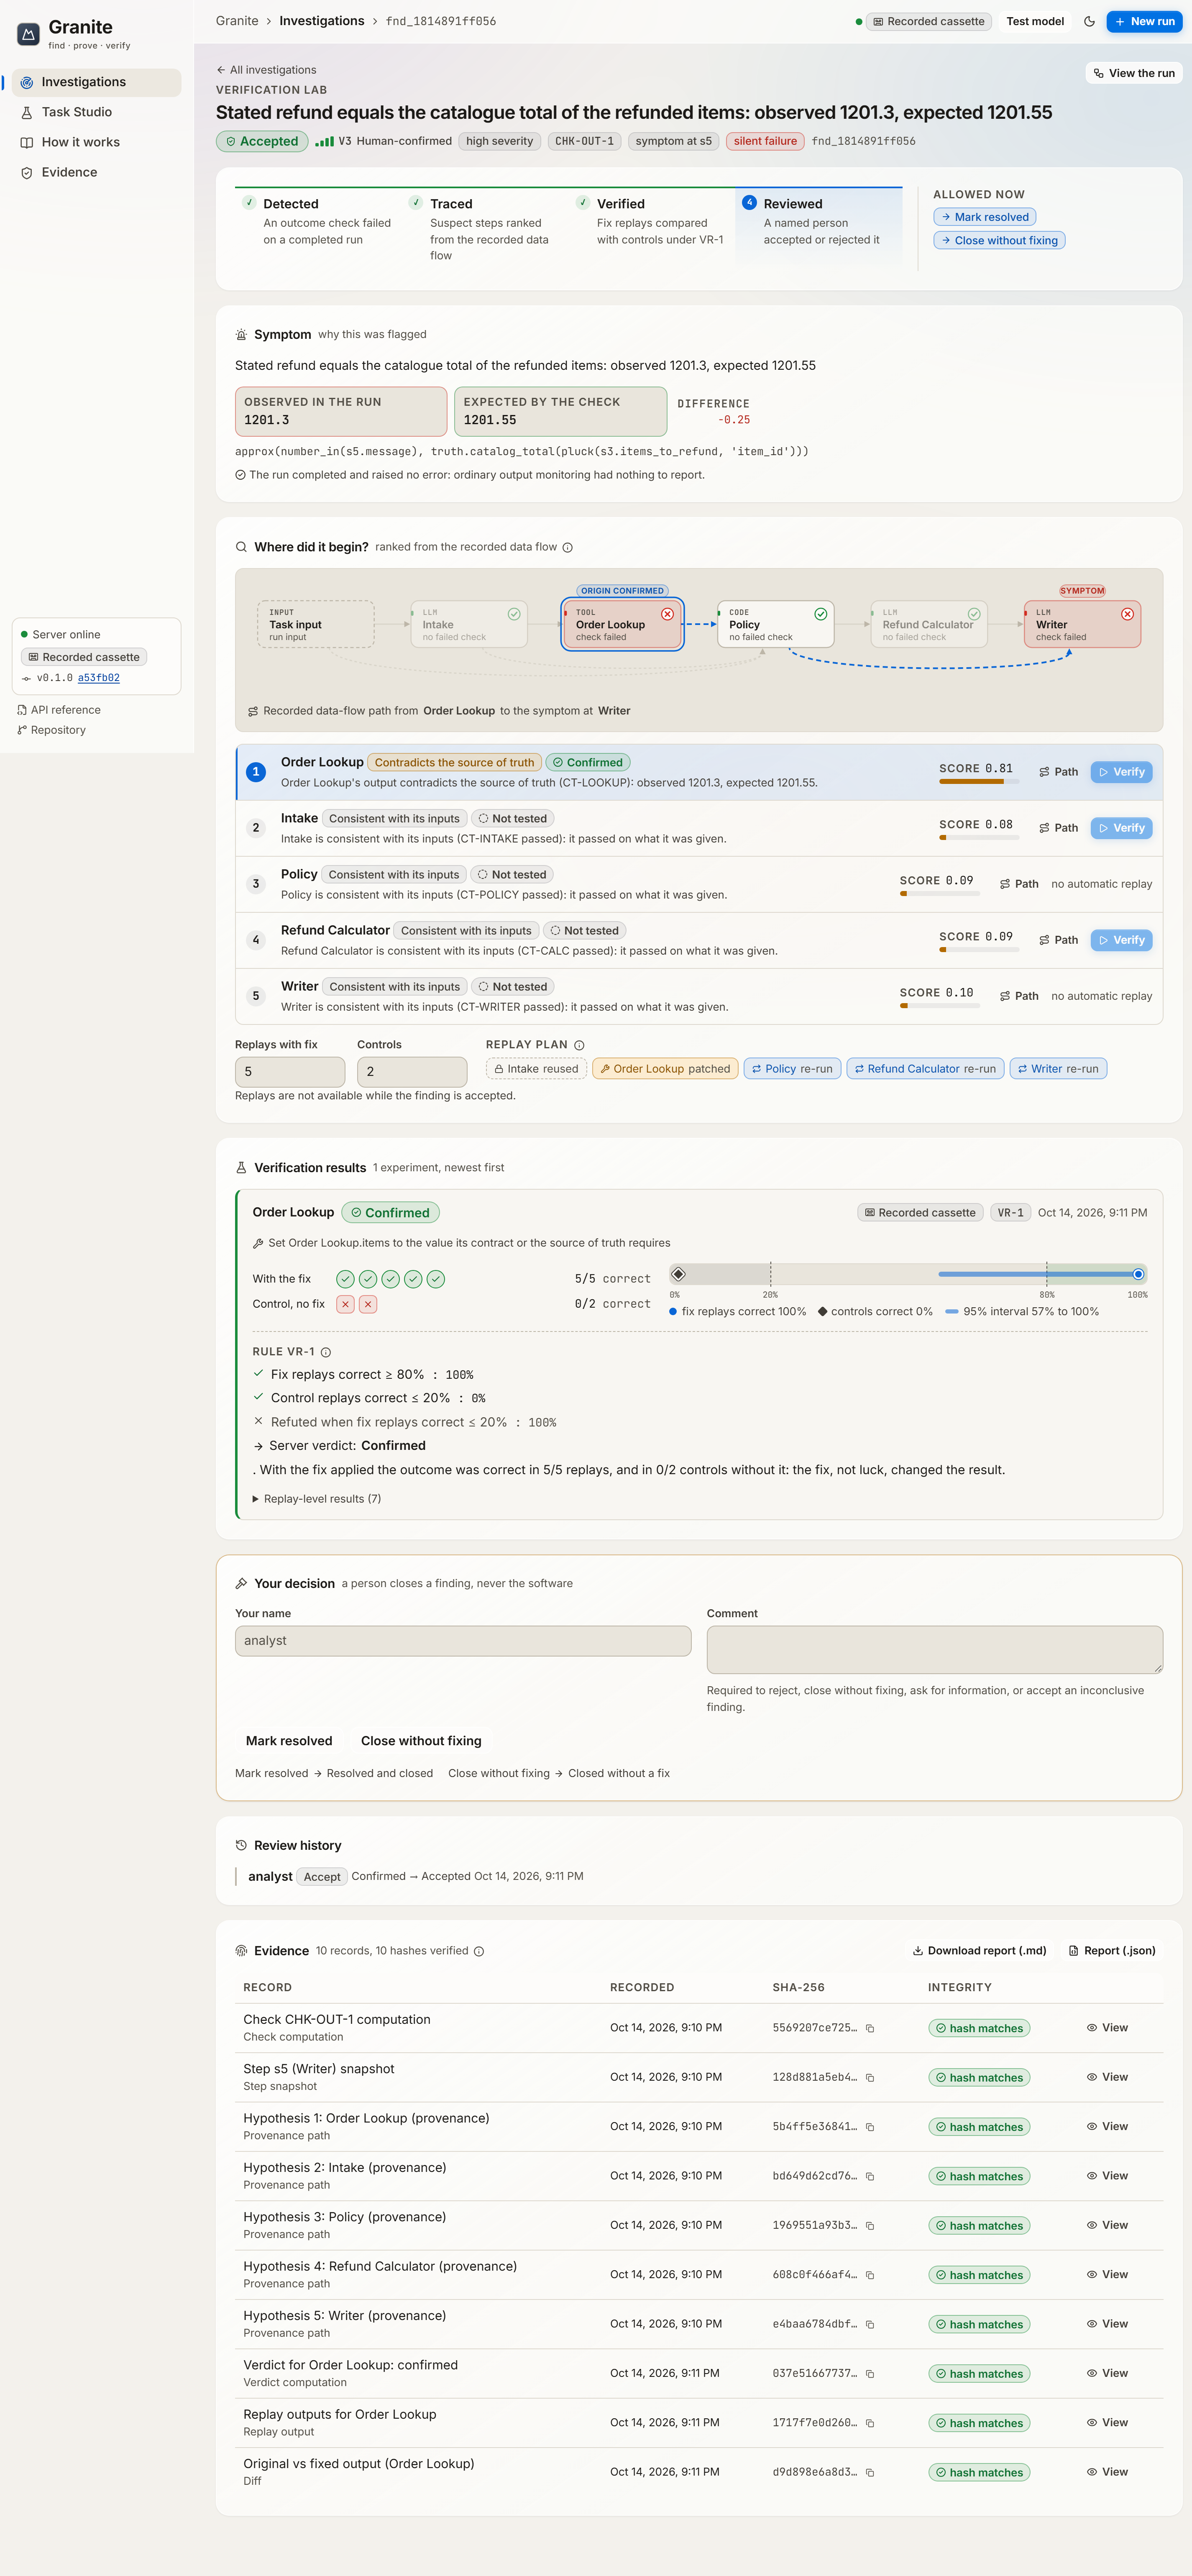 Granite
find · prove · verify
Investigations
Task Studio
How it works
Evidence
Server online
Recorded cassette
v0.1.0 a53fb02
API reference
Repository
Granite > Investigations > fnd_1814891ff056
Recorded cassette
Test model
New run
← All investigations
View the run
VERIFICATION LAB
Stated refund equals the catalogue total of the refunded items: observed 1201.3, expected 1201.55
Accepted V3 Human-confirmed high severity CHK-OUT-1 symptom at s5 silent failure fnd_1814891ff056
Detected
An outcome check failed
on a completed run
Traced
Suspect steps ranked
from the recorded data
flow
Verified
Fix replays compared
with controls under VR-1
4 Reviewed
A named person
accepted or rejected it
ALLOWED NOW
→ Mark resolved
→ Close without fixing
Symptom why this was flagged
Stated refund equals the catalogue total of the refunded items: observed 1201.3, expected 1201.55
OBSERVED IN THE RUN
1201.3
EXPECTED BY THE CHECK
1201.55
DIFFERENCE
-0.25
approx(number_in(s5.message), truth.catalog_total(pluck(s3.items_to_refund, 'item_id')))
The run completed and raised no error: ordinary output monitoring had nothing to report.
Where did it begin? ranked from the recorded data flow
ORIGIN CONFIRMED
SYMPTOM
INPUT
Task input
run input
LLM
Intake
no failed check
TOOL
Order Lookup
check failed
CODE
Policy
no failed check
LLM
Refund Calculator
no failed check
LLM
Writer
check failed
Recorded data-flow path from Order Lookup to the symptom at Writer
1 Order Lookup Contradicts the source of truth Confirmed
Order Lookup's output contradicts the source of truth (CT-LOOKUP): observed 1201.3, expected 1201.55.
SCORE 0.81 Path Verify
2 Intake Consistent with its inputs Not tested
Intake is consistent with its inputs (CT-INTAKE passed): it passed on what it was given.
SCORE 0.08 Path Verify
3 Policy Consistent with its inputs Not tested
Policy is consistent with its inputs (CT-POLICY passed): it passed on what it was given.
SCORE 0.09 Path no automatic replay
4 Refund Calculator Consistent with its inputs Not tested
Refund Calculator is consistent with its inputs (CT-CALC passed): it passed on what it was given.
SCORE 0.09 Path Verify
5 Writer Consistent with its inputs Not tested
Writer is consistent with its inputs (CT-WRITER passed): it passed on what it was given.
SCORE 0.10 Path no automatic replay
Replays with fix
5
Controls
2
REPLAY PLAN
Intake reused Order Lookup patched Policy re-run Refund Calculator re-run Writer re-run
Replays are not available while the finding is accepted.
Verification results 1 experiment, newest first
Order Lookup Confirmed
Recorded cassette VR-1 Oct 14, 2026, 9:11 PM
Set Order Lookup.items to the value its contract or the source of truth requires
With the fix 5/5 correct
Control, no fix 0/2 correct
0% 20% 80% 100%
fix replays correct 100% controls correct 0% 95% interval 57% to 100%
RULE VR-1
Fix replays correct ≥ 80% : 100%
Control replays correct ≤ 20% : 0%
Refuted when fix replays correct ≤ 20% : 100%
→ Server verdict: Confirmed
. With the fix applied the outcome was correct in 5/5 replays, and in 0/2 controls without it: the fix, not luck, changed the result.
Replay-level results (7)
Your decision a person closes a finding, never the software
Your name
analyst
Comment
Required to reject, close without fixing, ask for information, or accept an inconclusive
finding.
Mark resolved Close without fixing
Mark resolved → Resolved and closed Close without fixing → Closed without a fix
Review history
analyst Accept Confirmed → Accepted Oct 14, 2026, 9:11 PM
Evidence 10 records, 10 hashes verified
Download report (.md) Report (.json)
RECORD RECORDED SHA-256 INTEGRITY
Check CHK-OUT-1 computation
Check computation
Oct 14, 2026, 9:10 PM 5569207ce725… hash matches View
Step s5 (Writer) snapshot
Step snapshot
Oct 14, 2026, 9:10 PM 128d881a5eb4… hash matches View
Hypothesis 1: Order Lookup (provenance)
Provenance path
Oct 14, 2026, 9:10 PM 5b4ff5e36841… hash matches View
Hypothesis 2: Intake (provenance)
Provenance path
Oct 14, 2026, 9:10 PM bd649d62cd76… hash matches View
Hypothesis 3: Policy (provenance)
Provenance path
Oct 14, 2026, 9:10 PM 1969551a93b3… hash matches View
Hypothesis 4: Refund Calculator (provenance)
Provenance path
Oct 14, 2026, 9:10 PM 608c0f466af4… hash matches View
Hypothesis 5: Writer (provenance)
Provenance path
Oct 14, 2026, 9:10 PM e4baa6784dbf… hash matches View
Verdict for Order Lookup: confirmed
Verdict computation
Oct 14, 2026, 9:11 PM 037e51667737… hash matches View
Replay outputs for Order Lookup
Replay output
Oct 14, 2026, 9:11 PM 1717f7e0d260… hash matches View
Original vs fixed output (Order Lookup)
Diff
Oct 14, 2026, 9:11 PM d9d898e6a8d3… hash matches View